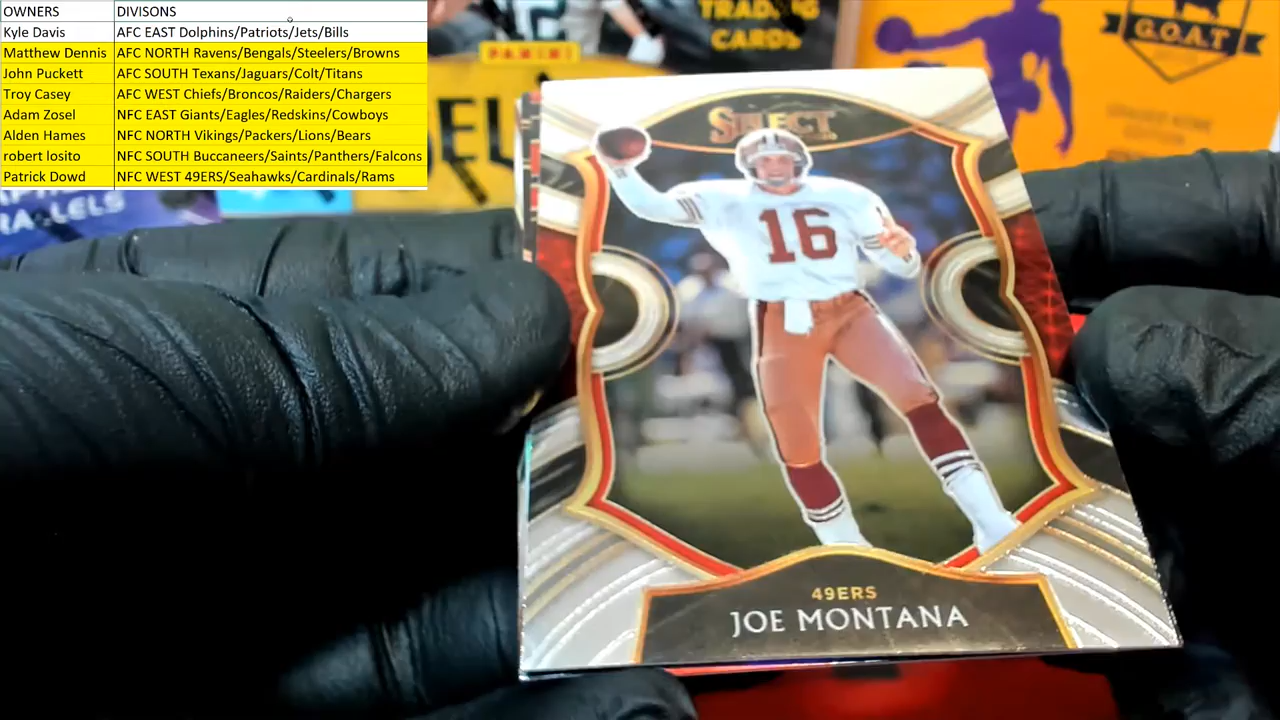 OWNERS DIVISONS
Kyle Davis AFC EAST Dolphins/Patriots/Jets/Bills
Matthew Dennis AFC NORTH Ravens/Bengals/Steelers/Browns
John Puckett AFC SOUTH Texans/Jaguars/Colt/Titans
Troy Casey AFC WEST Chiefs/Broncos/Raiders/Chargers
Adam Zosel NFC EAST Giants/Eagles/Redskins/Cowboys
Alden Hames NFC NORTH Vikings/Packers/Lions/Bears
robert losito NFC SOUTH Buccaneers/Saints/Panthers/Falcons
Patrick Dowd NFC WEST 49ERS/Seahawks/Cardinals/Rams
TRADING
CARDS
PANINI
G.O.A.T
SELECT
16
49ERS
JOE MONTANA